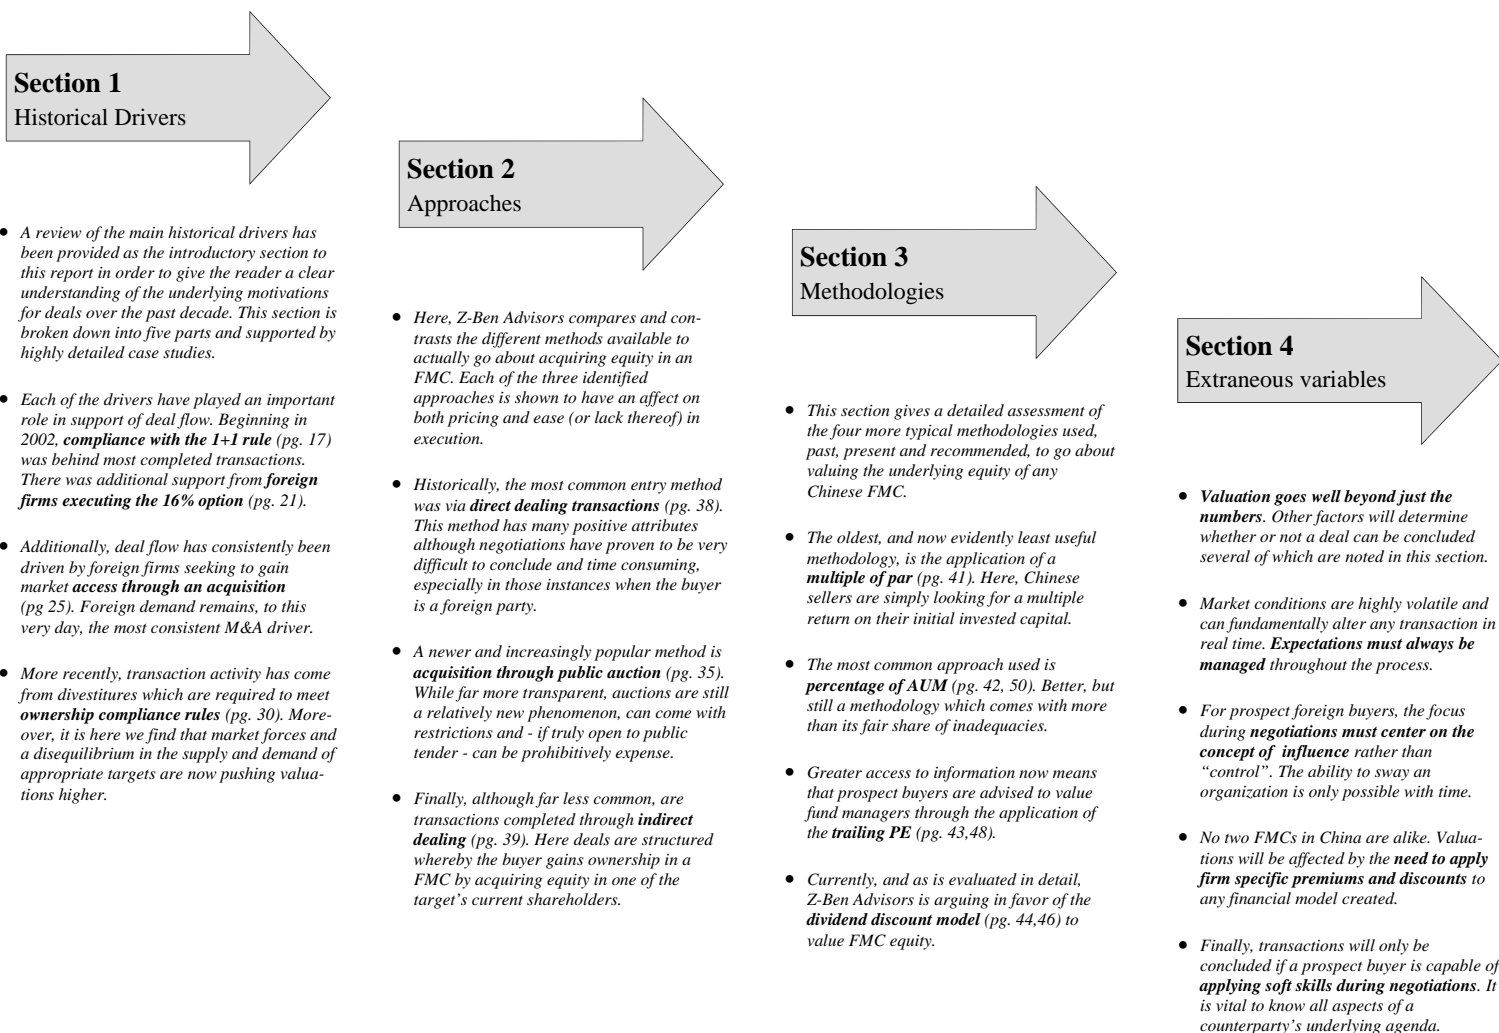 Section 1
Historical Drivers
• A review of the main historical drivers has
been provided as the introductory section to
this report in order to give the reader a clear
understanding of the underlying motivations
for deals over the past decade. This section is
broken down into five parts and supported by
highly detailed case studies.
• Each of the drivers have played an important
role in support of deal flow. Beginning in
2002, compliance with the 1+1 rule (pg. 17)
was behind most completed transactions.
There was additional support from foreign
firms executing the 16% option (pg. 21).
• Additionally, deal flow has consistently been
driven by foreign firms seeking to gain
market access through an acquisition
(pg 25). Foreign demand remains, to this
very day, the most consistent M&A driver.
• More recently, transaction activity has come
from divestitures which are required to meet
ownership compliance rules (pg. 30). More-
over, it is here we find that market forces and
a disequilibrium in the supply and demand of
appropriate targets are now pushing valua-
tions higher.
Section 2
Approaches
• Here, Z-Ben Advisors compares and con-
trasts the different methods available to
actually go about acquiring equity in an
FMC. Each of the three identified
approaches is shown to have an affect on
both pricing and ease (or lack thereof) in
execution.
• Historically, the most common entry method
was via direct dealing transactions (pg. 38).
This method has many positive attributes
although negotiations have proven to be very
difficult to conclude and time consuming,
especially in those instances when the buyer
is a foreign party.
• A newer and increasingly popular method is
acquisition through public auction (pg. 35).
While far more transparent, auctions are still
a relatively new phenomenon, can come with
restrictions and - if truly open to public
tender - can be prohibitively expense.
• Finally, although far less common, are
transactions completed through indirect
dealing (pg. 39). Here deals are structured
whereby the buyer gains ownership in a
FMC by acquiring equity in one of the
target's current shareholders.
Section 3
Methodologies
• This section gives a detailed assessment of
the four more typical methodologies used,
past, present and recommended, to go about
valuing the underlying equity of any
Chinese FMC.
• The oldest, and now evidently least useful
methodology, is the application of a
multiple of par (pg. 41). Here, Chinese
sellers are simply looking for a multiple
return on their initial invested capital.
• The most common approach used is
percentage of AUM (pg. 42, 50). Better, but
still a methodology which comes with more
than its fair share of inadequacies.
• Greater access to information now means
that prospect buyers are advised to value
fund managers through the application of
the trailing PE (pg. 43,48).
• Currently, and as is evaluated in detail,
Z-Ben Advisors is arguing in favor of the
dividend discount model (pg. 44,46) to
value FMC equity.
Section 4
Extraneous variables
• Valuation goes well beyond just the
numbers. Other factors will determine
whether or not a deal can be concluded
several of which are noted in this section.
• Market conditions are highly volatile and
can fundamentally alter any transaction in
real time. Expectations must always be
managed throughout the process.
• For prospect foreign buyers, the focus
during negotiations must center on the
concept of influence rather than
“control”. The ability to sway an
organization is only possible with time.
• No two FMCs in China are alike. Valua-
tions will be affected by the need to apply
firm specific premiums and discounts to
any financial model created.
• Finally, transactions will only be
concluded if a prospect buyer is capable of
applying soft skills during negotiations. It
is vital to know all aspects of a
counterparty's underlying agenda.